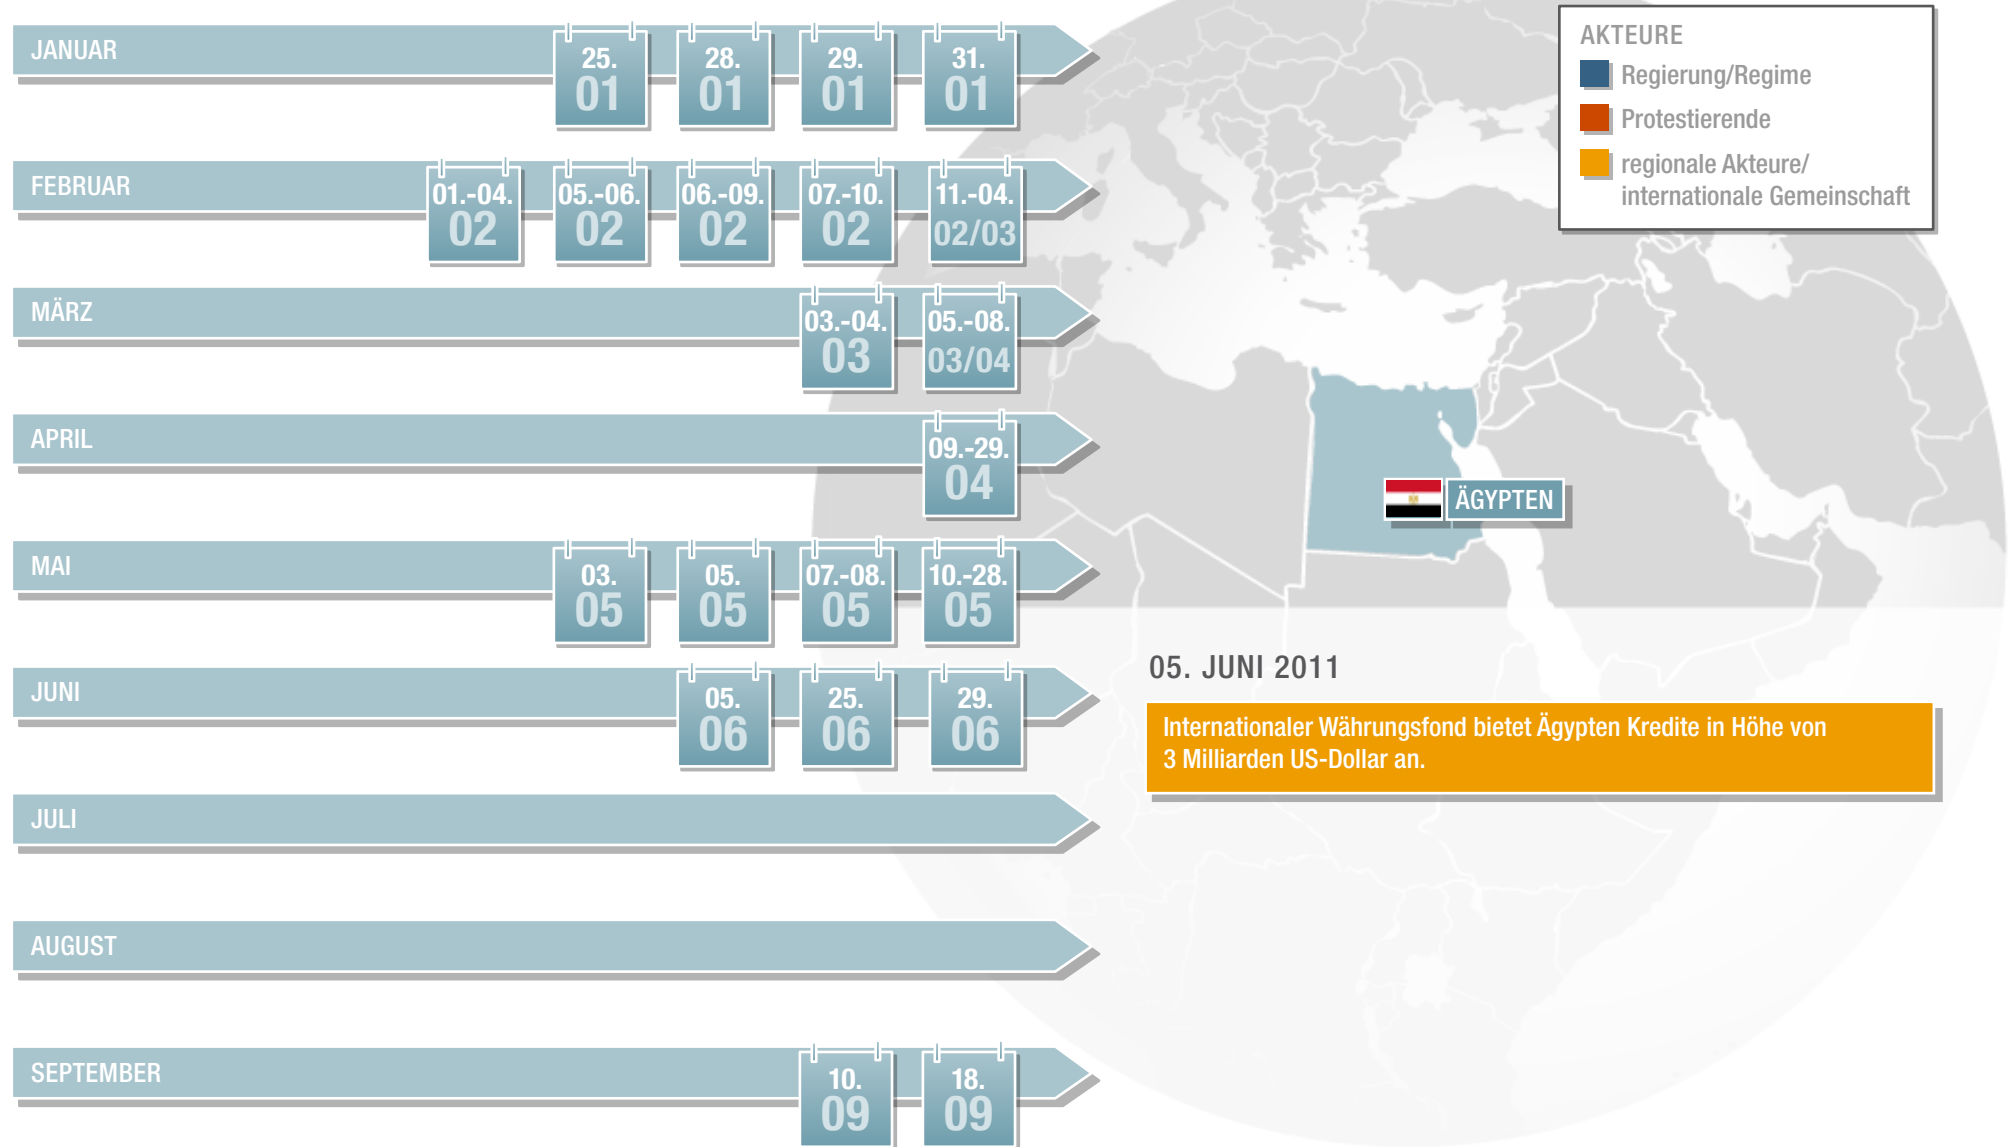 JANUAR
25.
01
28.
01
29.
01
31.
01
FEBRUAR
01.-04.
02
05.-06.
02
06.-09.
02
07.-10.
02
11.-04.
02/03
MÄRZ
03.-04.
03
05.-08.
03/04
APRIL
09.-29.
04
MAI
03.
05
05.
05
07.-08.
05
10.-28.
05
JUNI
05.
06
25.
06
29.
06
JULI
AUGUST
SEPTEMBER
10.
09
18.
09
AKTEURE
Regierung/Regime
Protestierende
regionale Akteure/
internationale Gemeinschaft
ÄGYPTEN
05. JUNI 2011
Internationaler Währungsfond bietet Ägypten Kredite in Höhe von
3 Milliarden US-Dollar an.